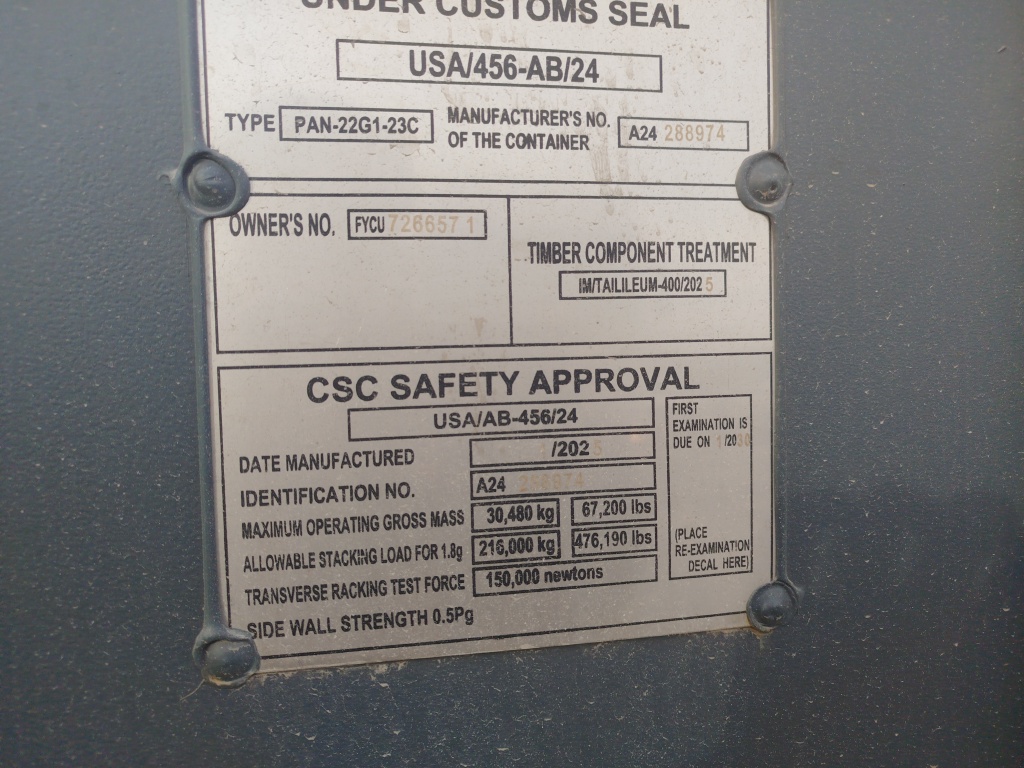 UNDER CUSTOMS SEAL
USA/456-AB/24
TYPE PAN-22G1-23C MANUFACTURER'S NO. OF THE CONTAINER A24 288974
OWNER'S NO. FYCU 726657 1
TIMBER COMPONENT TREATMENT
IM/TAILILEUM-400/2025
CSC SAFETY APPROVAL
USA/AB-456/24
DATE MANUFACTURED /202
IDENTIFICATION NO. A24 288974
MAXIMUM OPERATING GROSS MASS 30,480 kg 67,200 lbs
ALLOWABLE STACKING LOAD FOR 1.8g 216,000 kg 476,190 lbs
TRANSVERSE RACKING TEST FORCE 150,000 newtons
SIDE WALL STRENGTH 0.5Pg
FIRST
EXAMINATION IS
DUE ON /20
(PLACE
RE-EXAMINATION
DECAL HERE)